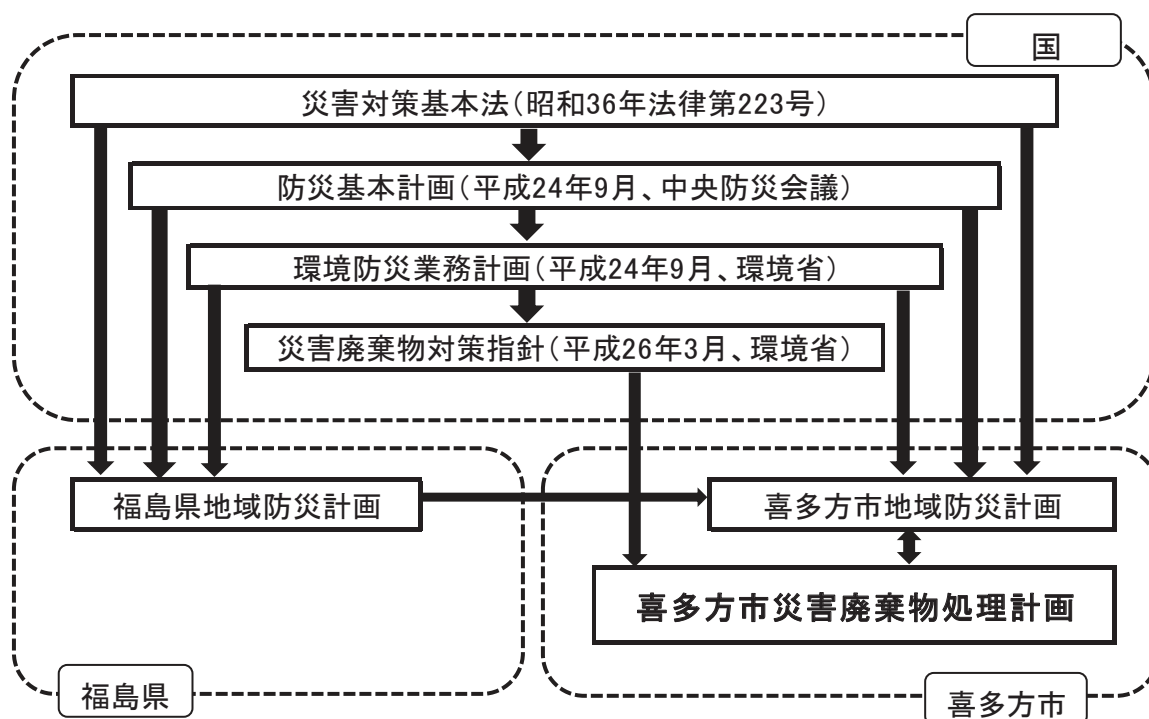 国
災害対策基本法（昭和36年法律第223号）
防災基本計画（平成24年9月、中央防災会議）
環境防災業務計画（平成24年9月、環境省）
災害廃棄物対策指針（平成26年3月、環境省）
福島県地域防災計画
喜多方市地域防災計画
喜多方市災害廃棄物処理計画
福島県
喜多方市